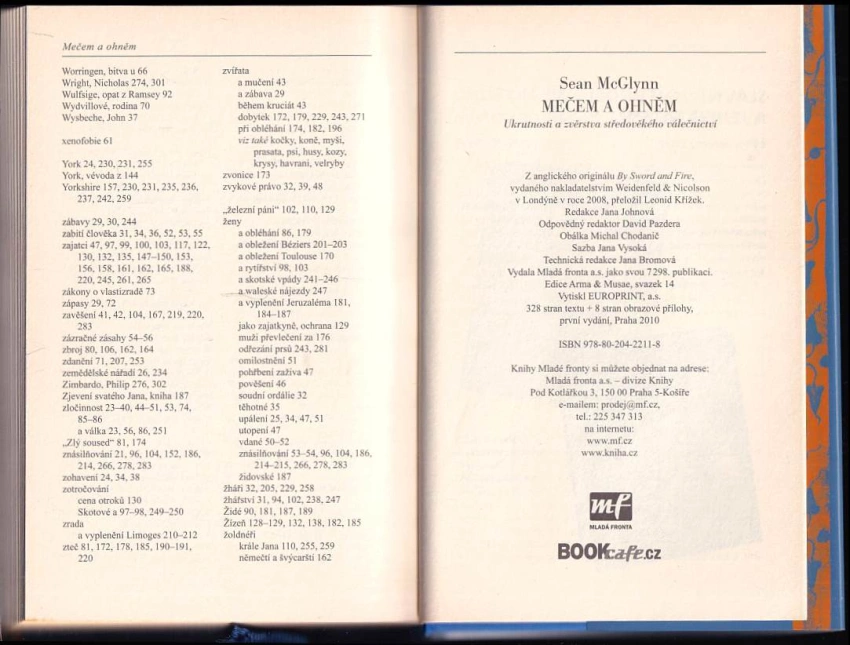 Mečem a ohněm
Worringen, bitva u 66
Wright, Nicholas 274, 301
Wulfsige, opat z Ramsey 92
Wydvillové, rodina 70
Wysbeche, John 37
xenofobie 61
York 24, 230, 231, 255
York, vévoda z 144
Yorkshire 157, 230, 231, 235, 236,
237, 242, 259
zábavy 29, 30, 244
zabití člověka 31, 34, 36, 52, 53, 55
zajatci 47, 97, 99, 100, 103, 117, 122,
130, 132, 135, 147–150, 153,
156, 158, 161, 162, 165, 188,
220, 245, 261, 265
zákony o vlastizradě 73
zápasy 29, 72
zavěšení 41, 42, 104, 167, 219, 220,
283
zázračné zásahy 54–56
zbroj 80, 106, 162, 164
zdanění 71, 207, 253
zemědělské nářadí 26, 234
Zimbardo, Philip 276, 302
Zjevení svatého Jana, kniha 187
zločinnost 23–40, 44–51, 53, 74,
85–86
a válka 23, 56, 86, 251
„Zlý soused“ 81, 174
znásilňování 21, 96, 104, 152, 186,
214, 266, 278, 283
zohavení 24, 34, 38
zotročování
cena otroků 130
Skotové a 97–98, 249–250
zrada
a vyplenění Limoges 210–212
zteč 81, 172, 178, 185, 190–191,
220
zvířata
a mučení 43
a zábava 29
během kruciát 43
dobytek 172, 179, 229, 243, 271
při obléhání 174, 182, 196
viz také kočky, koně, myši,
prasata, psi, husy, kozy,
krysy, havrani, velryby
zvonice 173
zvykové právo 32, 39, 48
„železní páni“ 102, 110, 129
ženy
a obléhání 86, 179
a obležení Béziers 201–203
a obležení Toulouse 170
a rytířství 98, 103
a skotské vpády 241–246
a waleské nájezdy 247
a vyplenění Jeruzaléma 181,
184–187
jako zajatkyně, ochrana 129
muži převlečení za 176
odřezání prsů 243, 281
omilostnění 51
pohřbení zaživa 47
pověšení 46
soudní ordálie 32
těhotné 35
upálení 25, 34, 47, 51
utopení 47
vdané 50–52
znásilňování 53–54, 96, 104, 186,
214–215, 266, 278, 283
židovské 187
žháři 32, 205, 229, 258
žhářství 31, 94, 102, 238, 247
Židé 90, 181, 187, 189
Žízeň 128–129, 132, 138, 182, 185
žoldnéři
krále Jana 110, 255, 259
němečtí a švýcarští 162
Sean McGlynn
MEČEM A OHNĚM
Ukrutnosti a zvěrstva středověkého válečnictví
Z anglického originálu By Sword and Fire,
vydaného nakladatelstvím Weidenfeld & Nicolson
v Londýně v roce 2008, přeložil Leonid Křížek.
Redakce Jana Johnová
Odpovědný redaktor David Pazdera
Obálka Michal Chodanič
Sazba Jana Vysoká
Technická redakce Jana Bromová
Vydala Mladá fronta a.s. jako svou 7298. publikaci.
Edice Arma & Musae, svazek 14
Vytiskl EUROPRINT, a.s.
328 stran textu + 8 stran obrazové přílohy,
první vydání, Praha 2010
ISBN 978-80-204-2211-8
Knihy Mladé fronty si můžete objednat na adrese:
Mladá fronta a.s. – divize Knihy
Pod Kotlářkou 3, 150 00 Praha 5-Košíře
e-mailem: prodej@mf.cz,
tel.: 225 347 313
na internetu:
www.mf.cz
www.kniha.cz
mf
MLADÁ FRONTA
BOOKcafe.cz